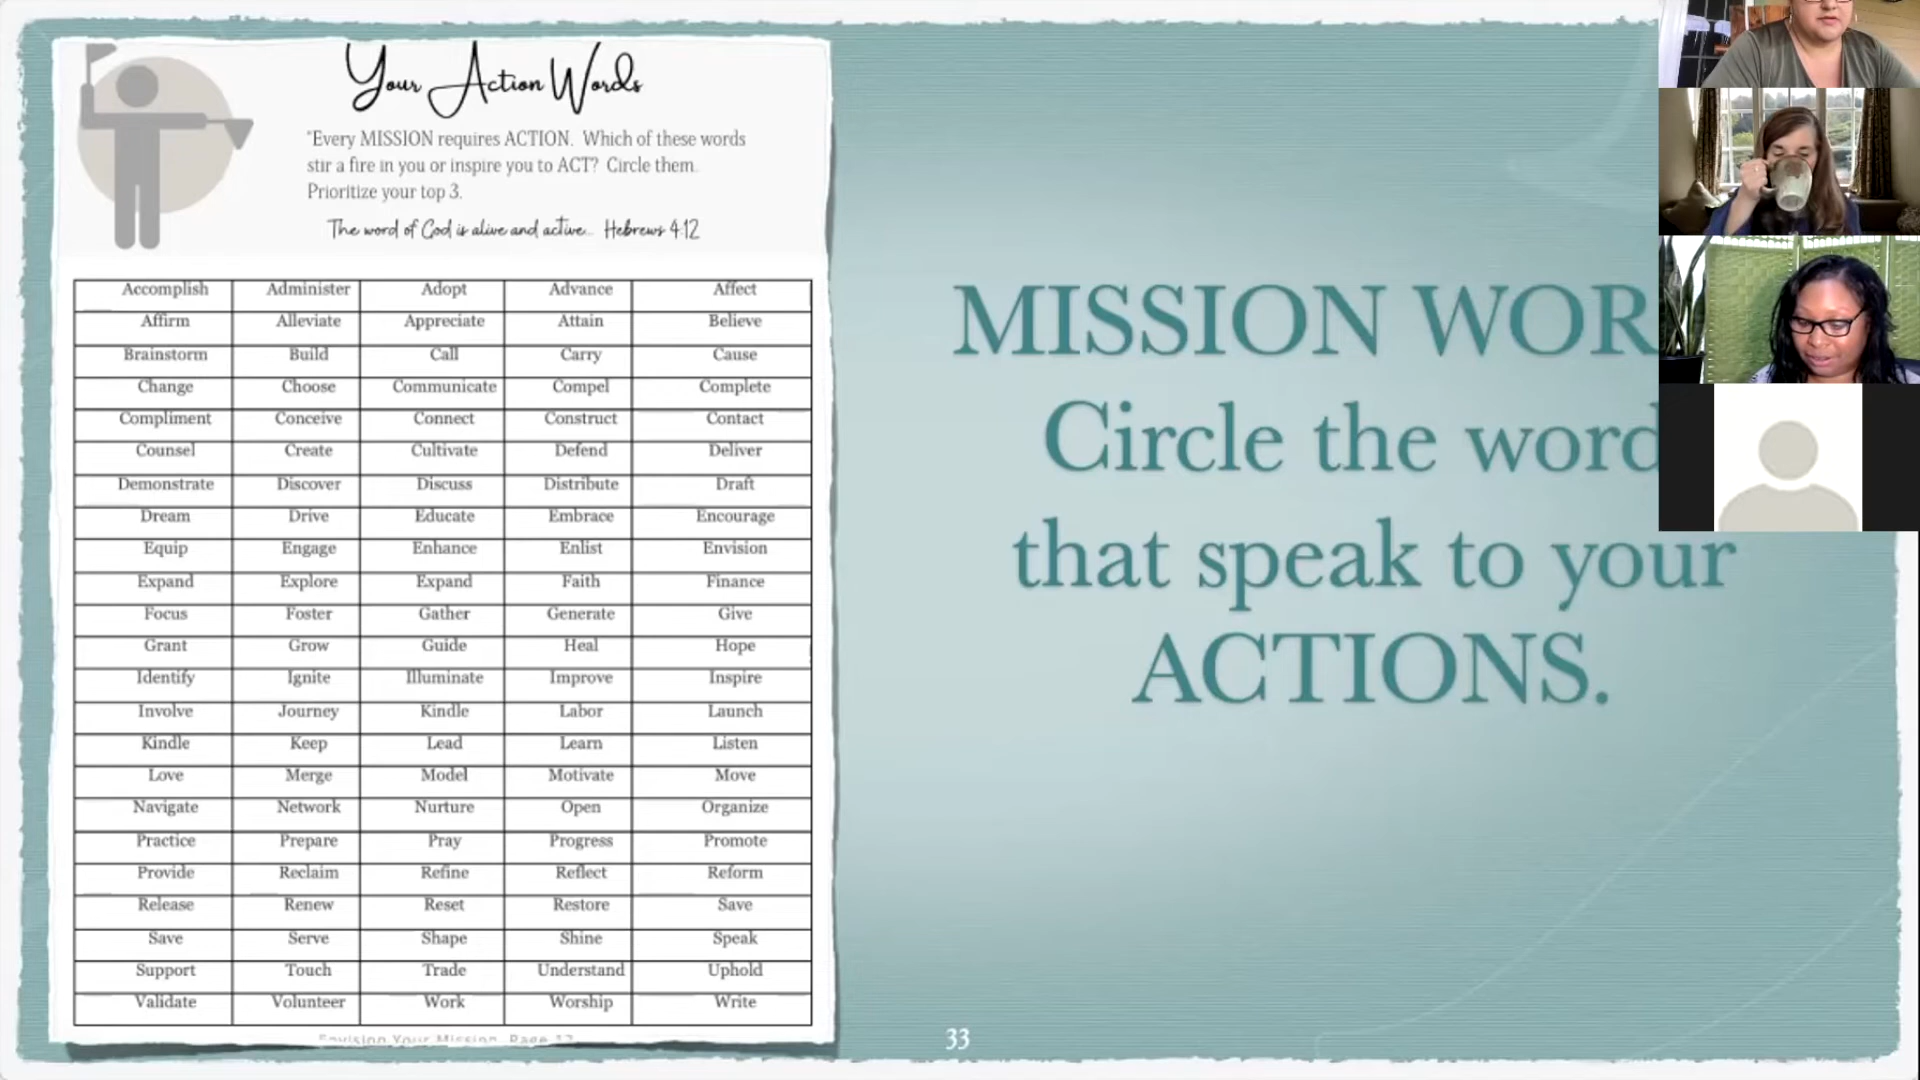 Your Action Words
"Every MISSION requires ACTION. Which of these words
stir a fire in you or inspire you to ACT? Circle them.
Prioritize your top 3.
The word of God is alive and active... Hebrews 4:12
Accomplish Administer Adopt Advance Affect
Affirm Alleviate Appreciate Attain Believe
Brainstorm Build Call Carry Cause
Change Choose Communicate Compel Complete
Compliment Conceive Connect Construct Contact
Counsel Create Cultivate Defend Deliver
Demonstrate Discover Discuss Distribute Draft
Dream Drive Educate Embrace Encourage
Equip Engage Enhance Enlist Envision
Expand Explore Expand Faith Finance
Focus Foster Gather Generate Give
Grant Grow Guide Heal Hope
Identify Ignite Illuminate Improve Inspire
Involve Journey Kindle Labor Launch
Kindle Keep Lead Learn Listen
Love Merge Model Motivate Move
Navigate Network Nurture Open Organize
Practice Prepare Pray Progress Promote
Provide Reclaim Refine Reflect Reform
Release Renew Reset Restore Save
Save Serve Shape Shine Speak
Support Touch Trade Understand Uphold
Validate Volunteer Work Worship Write
Envision Your Mission Page
MISSION WOR
Circle the word
that speak to your
ACTIONS.
33